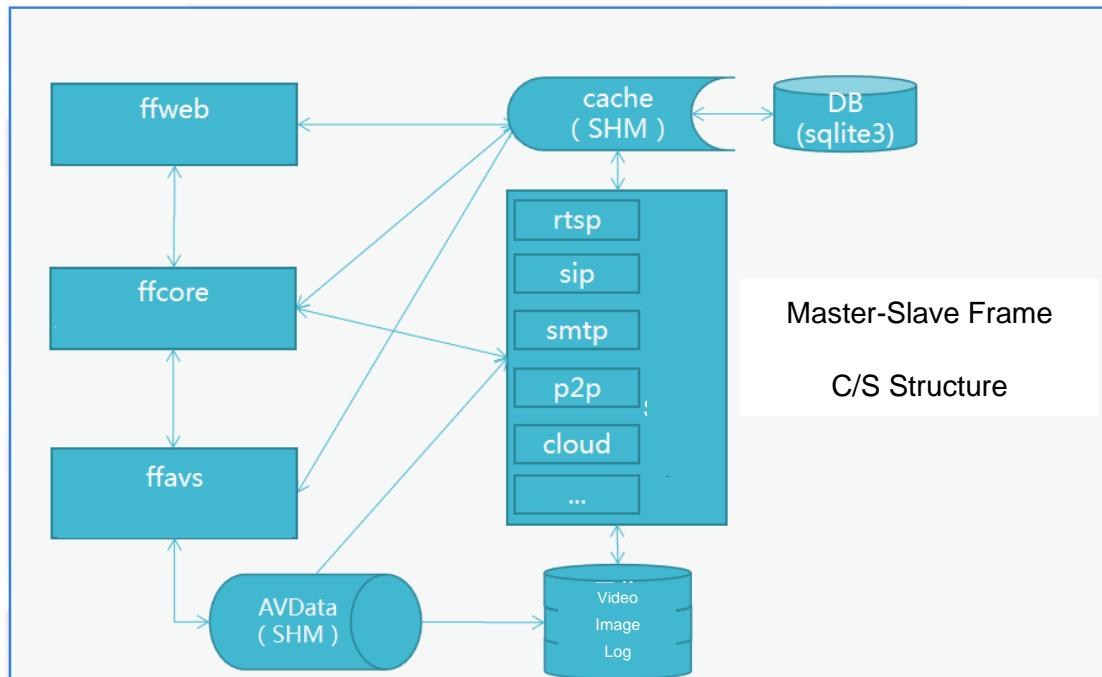 ffweb
cache
( SHM )
DB
(sqlite3)
rtsp
sip
smtp
p2p
cloud
...
ffcore
Master-Slave Frame
C/S Structure
ffavs
AVData
( SHM )
Video
Image
Log